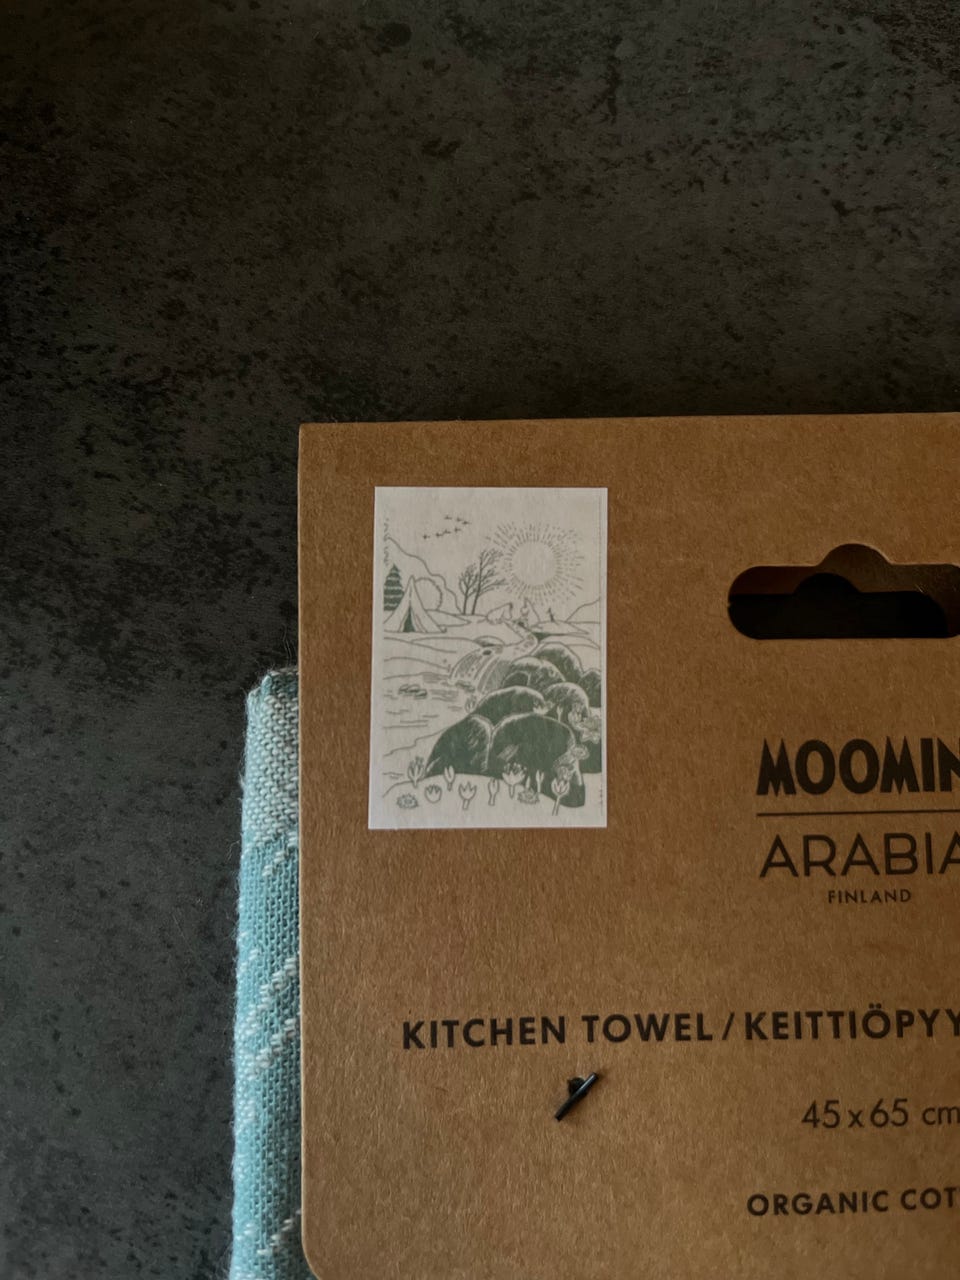 MOOMIN
ARABIA
FINLAND
KITCHEN TOWEL / KEITTIÖPYY
45 x 65 cm
ORGANIC COT